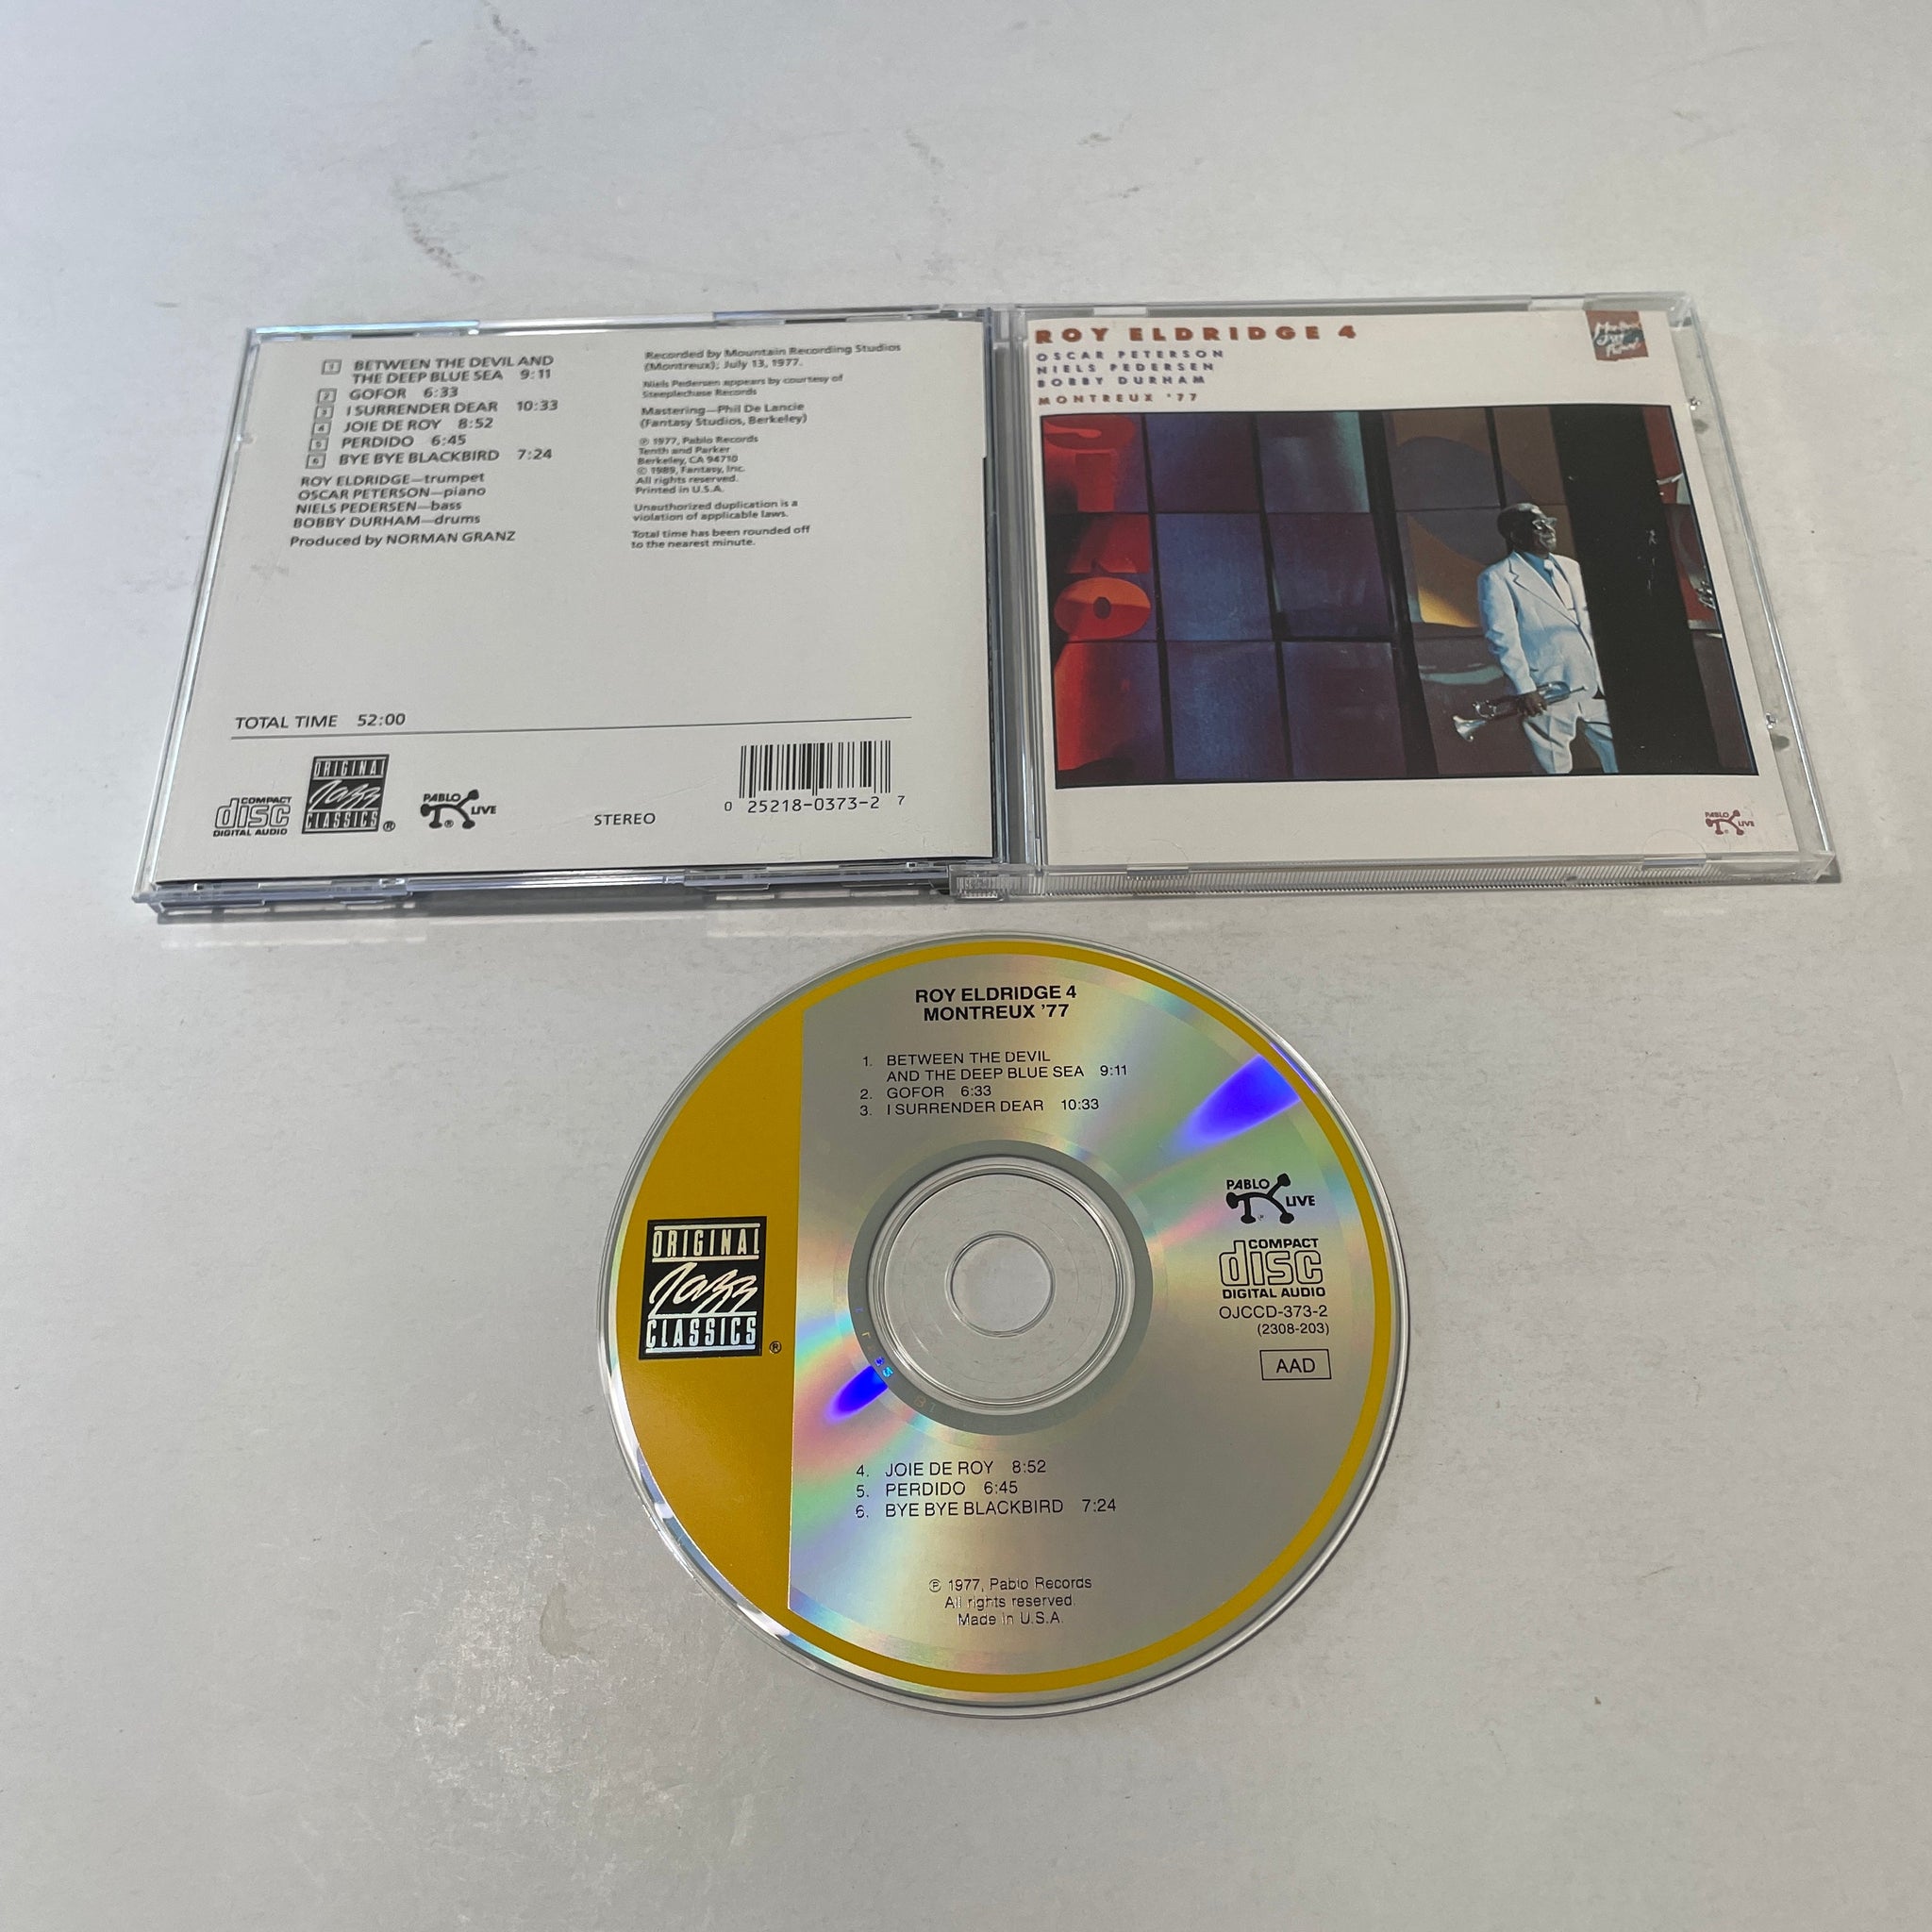 1 BETWEEN THE DEVIL AND
THE DEEP BLUE SEA 9:11
2 GOFOR 6:33
3 I SURRENDER DEAR 10:33
4 JOIE DE ROY 8:52
5 PERDIDO 6:45
6 BYE BYE BLACKBIRD 7:24
ROY ELDRIDGE—trumpet
OSCAR PETERSON—piano
NIELS PEDERSEN—bass
BOBBY DURHAM—drums
Produced by NORMAN GRANZ
Recorded by Mountain Recording Studios
(Montreux); July 13, 1977.
Niels Pedersen appears by courtesy of
Steeplechase Records
Mastering—Phil De Lancie
(Fantasy Studios, Berkeley)
℗ 1977, Pablo Records
Tenth and Parker
Berkeley, CA 94710
© 1989, Fantasy, Inc.
All rights reserved.
Printed in U.S.A.
Unauthorized duplication is a
violation of applicable laws.
Total time has been rounded off
to the nearest minute.
TOTAL TIME 52:00
COMPACT
disc
DIGITAL AUDIO
ORIGINAL
Jazz
CLASSICS ®
PABLO
LIVE
®
STEREO
0 25218-0373-2 7
ROY ELDRIDGE 4
OSCAR PETERSON
NIELS PEDERSEN
BOBBY DURHAM
MONTREUX '77
Montreux
Jazz
Festival
PABLO
LIVE
ROY ELDRIDGE 4
MONTREUX '77
1. BETWEEN THE DEVIL
AND THE DEEP BLUE SEA 9:11
2. GOFOR 6:33
3. I SURRENDER DEAR 10:33
ORIGINAL
Jazz
CLASSICS ®
PABLO
LIVE
COMPACT
disc
DIGITAL AUDIO
OJCCD-373-2
(2308-203)
AAD
4. JOIE DE ROY 8:52
5. PERDIDO 6:45
6. BYE BYE BLACKBIRD 7:24
℗ 1977, Pablo Records
All rights reserved.
Made in U.S.A.